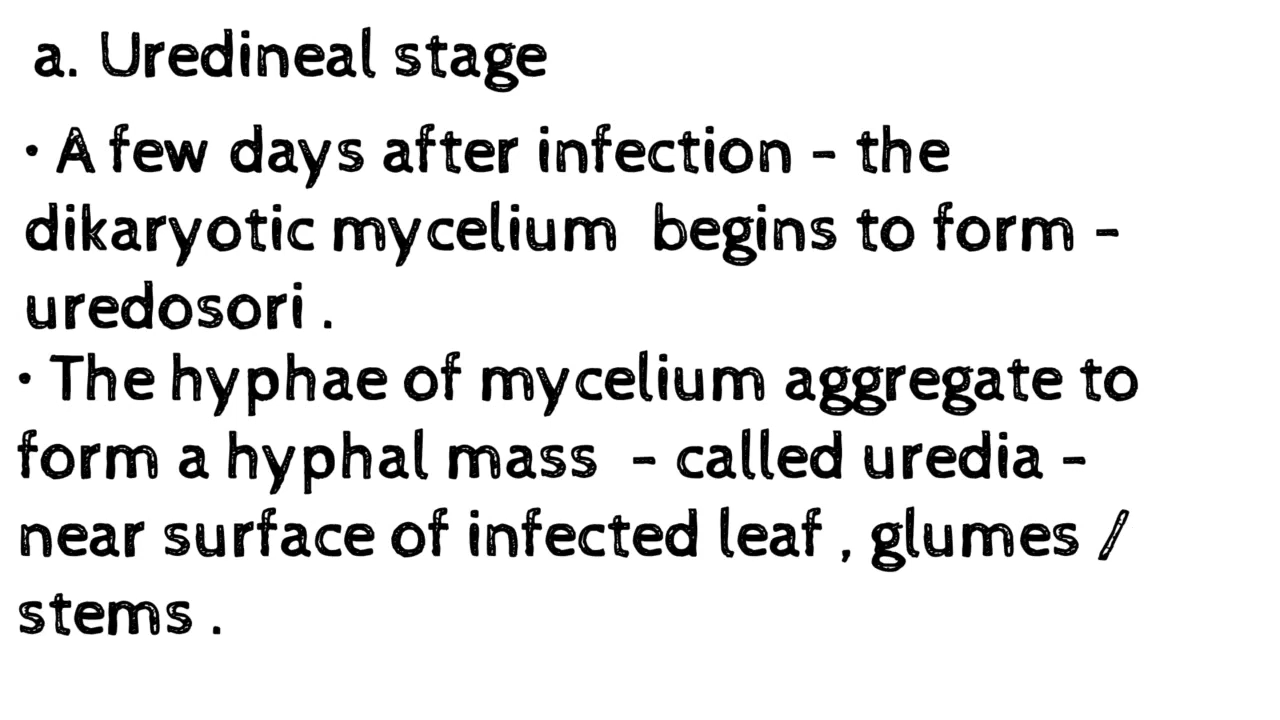 a. Uredineal stage
• A few days after infection - the
dikaryotic mycelium begins to form -
uredosori .
• The hyphae of mycelium aggregate to
form a hyphal mass - called uredia -
near surface of infected leaf , glumes /
stems .